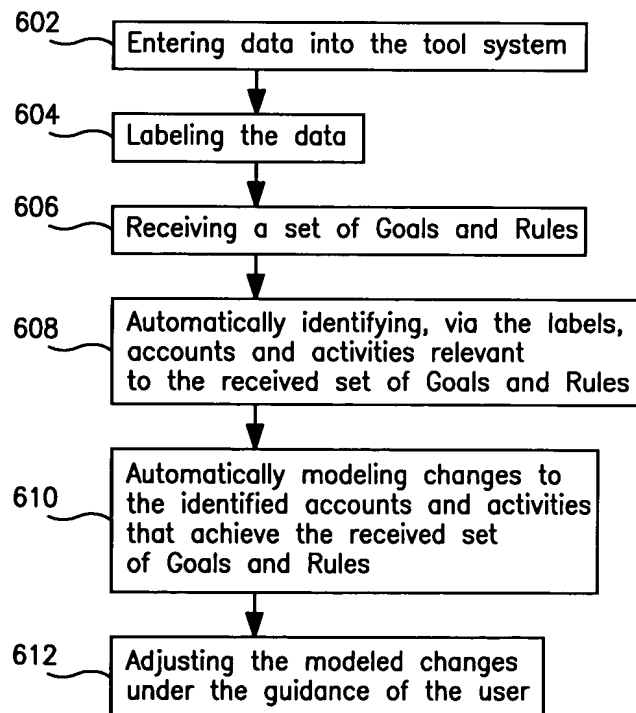 602
Entering data into the tool system
604
Labeling the data
606
Receiving a set of Goals and Rules
608
Automatically identifying, via the labels,
accounts and activities relevant
to the received set of Goals and Rules
610
Automatically modeling changes to
the identified accounts and activities
that achieve the received set
of Goals and Rules
612
Adjusting the modeled changes
under the guidance of the user